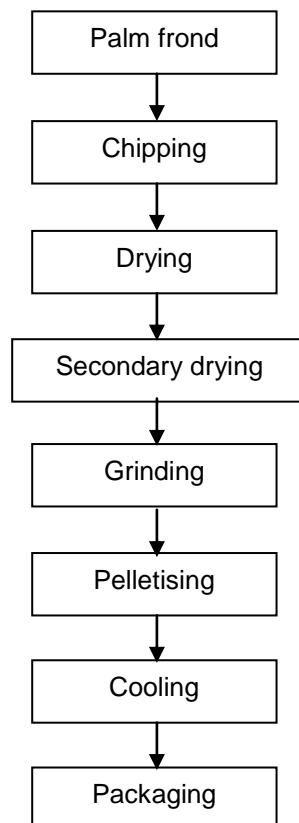 Palm frond
Chipping
Drying
Secondary drying
Grinding
Pelletising
Cooling
Packaging